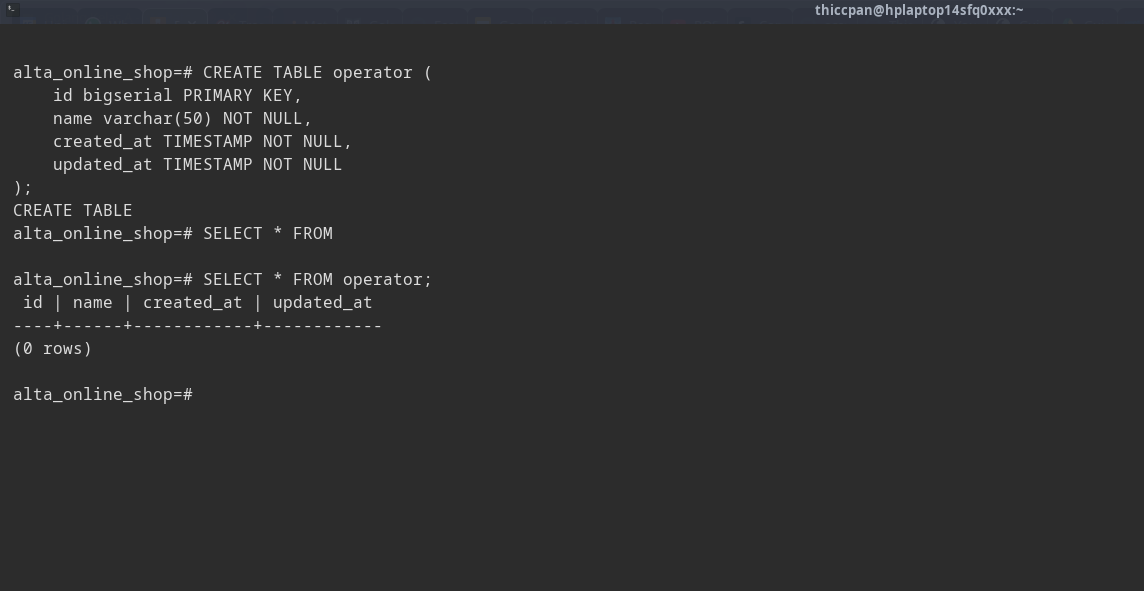 thiccpan@hplaptop14sfq0xxx:~
alta_online_shop=# CREATE TABLE operator (
    id bigserial PRIMARY KEY,
    name varchar(50) NOT NULL,
    created_at TIMESTAMP NOT NULL,
    updated_at TIMESTAMP NOT NULL
);
CREATE TABLE
alta_online_shop=# SELECT * FROM
alta_online_shop=# SELECT * FROM operator;
 id | name | created_at | updated_at
----+------+------------+------------
(0 rows)
alta_online_shop=#